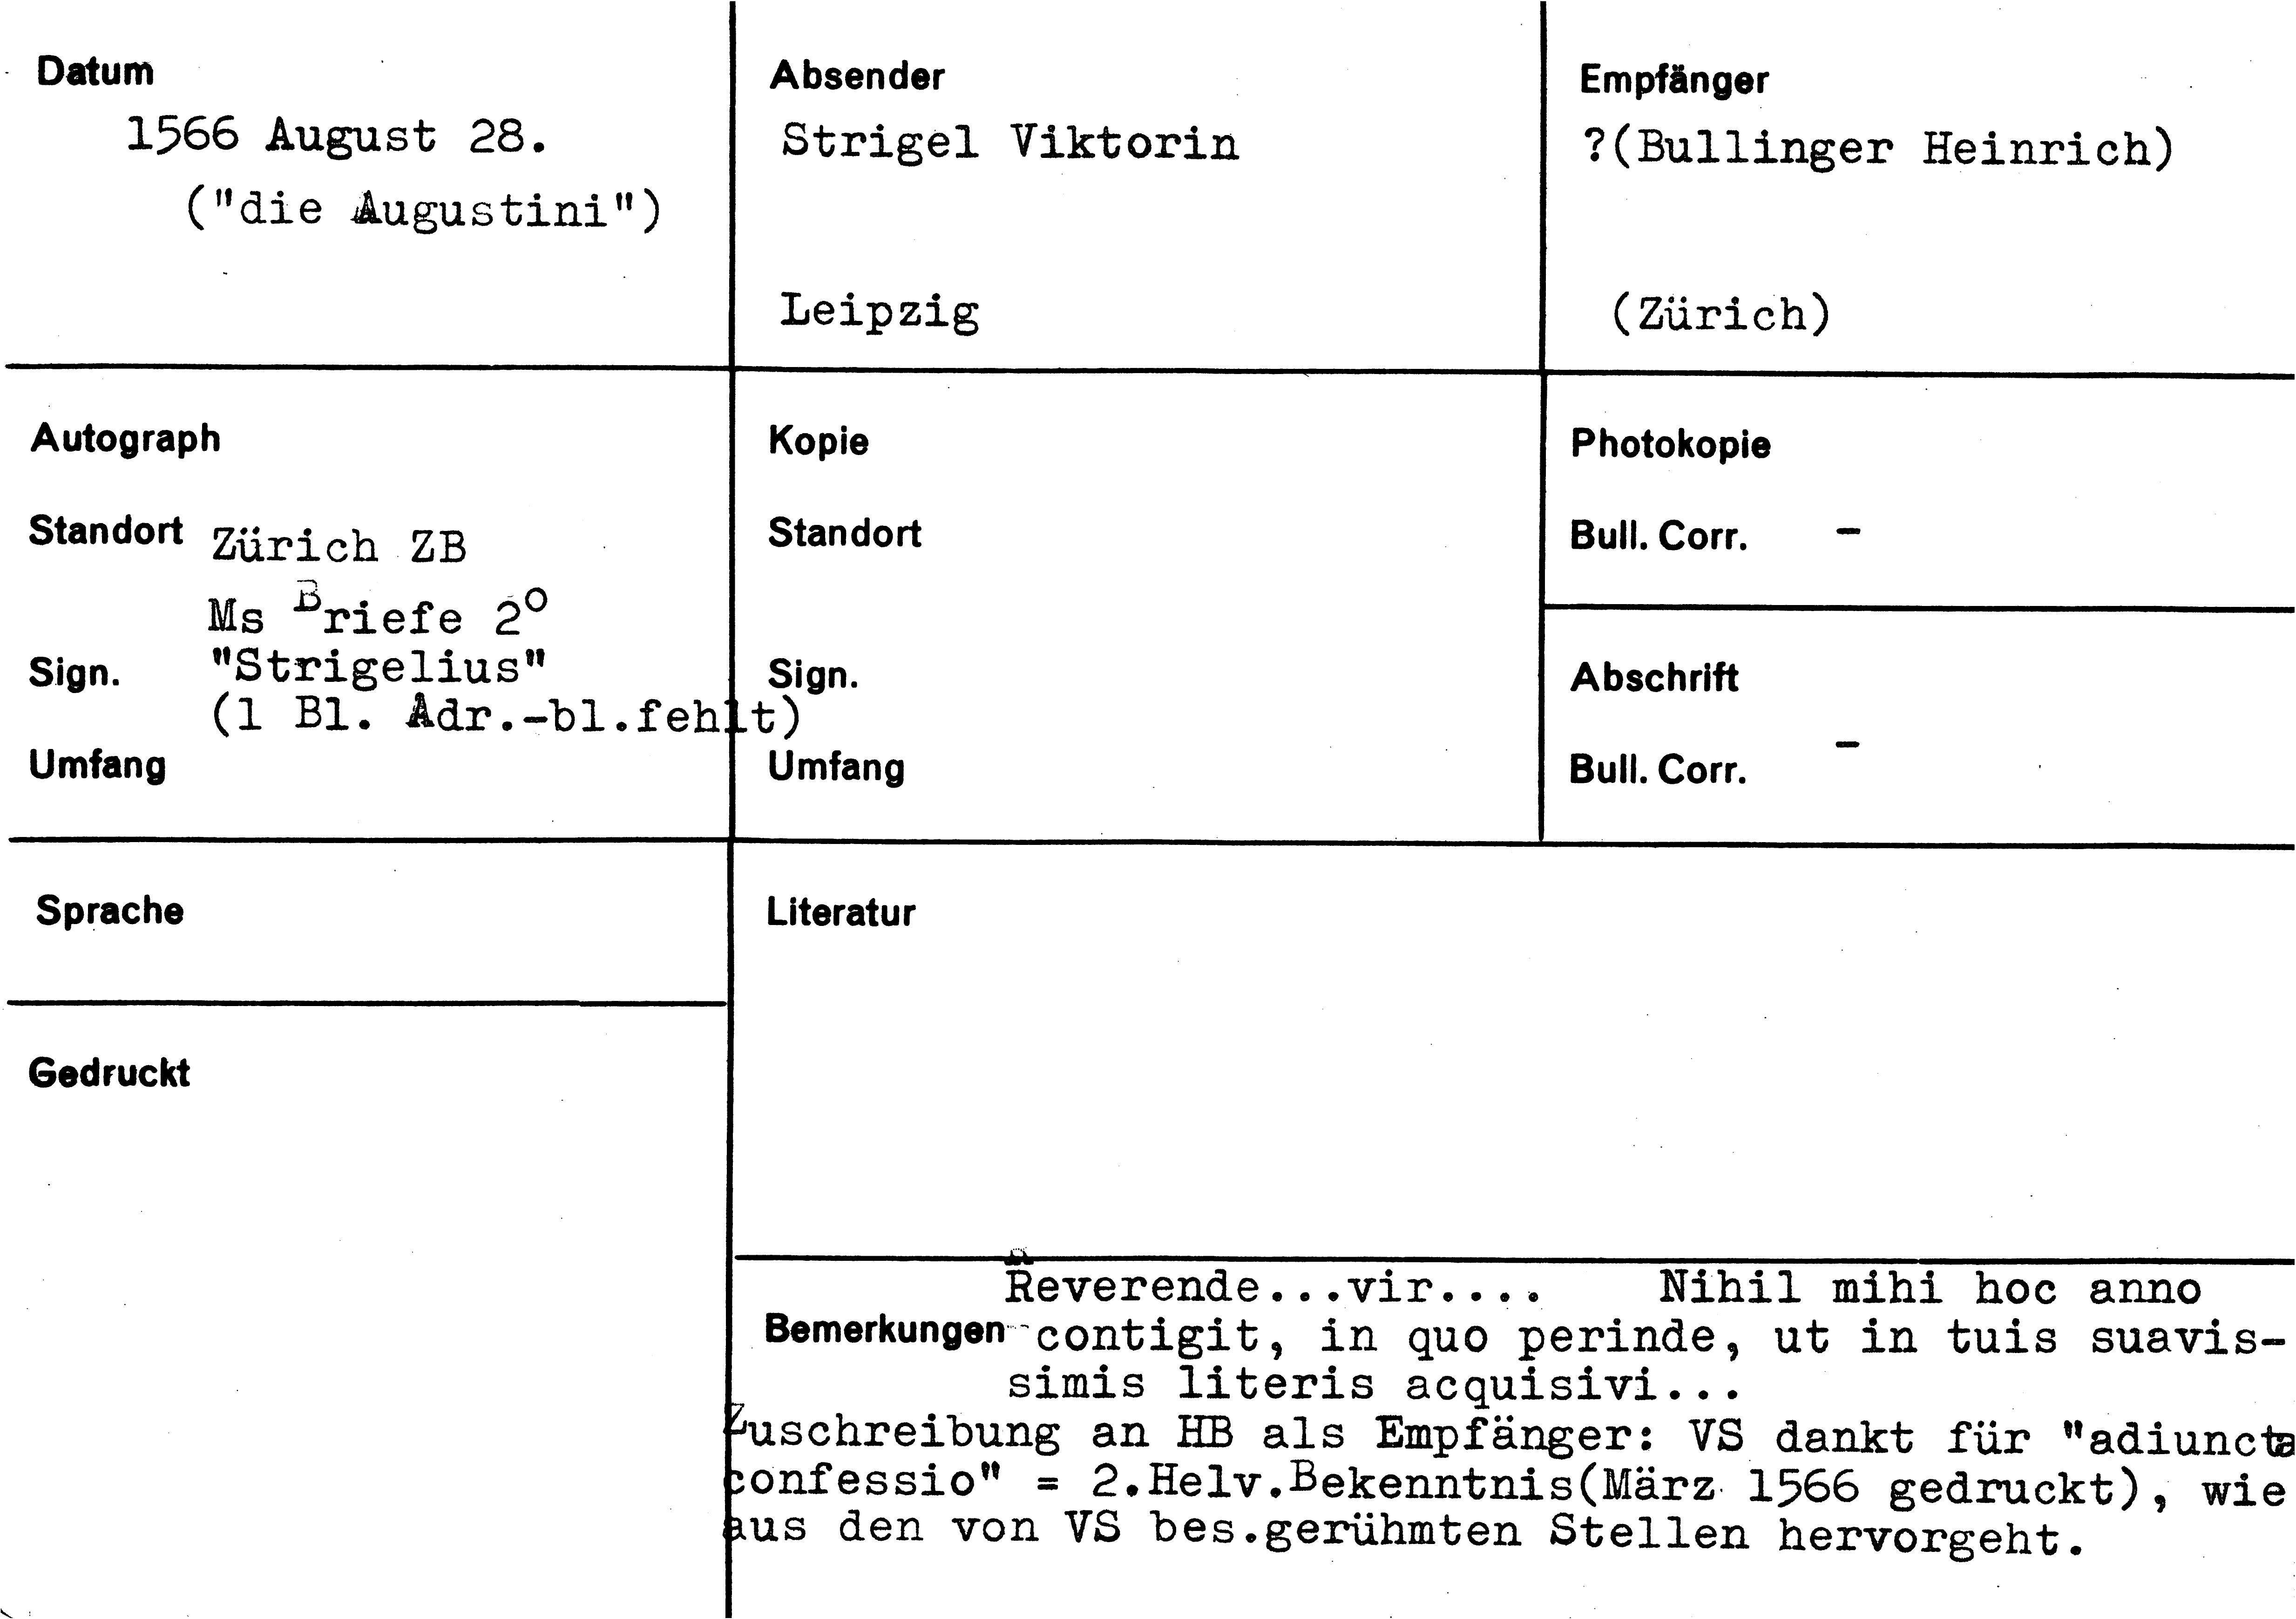 Datum
1566 August 28.
("die Augustini")
Absender
Strigel Viktorin
Leipzig
Empfänger
?(Bullinger Heinrich)
(Zürich)
Autograph
Standort Zürich ZB
Ms Briefe 2°
Sign. "Strigelius"
(1 Bl. Adr.-bl.fehlt)
Umfang
Kopie
Standort
Sign.
Umfang
Photokopie
Bull. Corr. -
Abschrift
Bull. Corr. -
Sprache
Gedruckt
Literatur
Reverende...vir.... Nihil mihi hoc anno
Bemerkungen contigit, in quo perinde, ut in tuis suavis-
simis literis acquisivi...
Zuschreibung an HB als Empfänger: VS dankt für "adiuncta
confessio" = 2.Helv.Bekenntnis(März 1566 gedruckt), wie
aus den von VS bes.gerühmten Stellen hervorgeht.